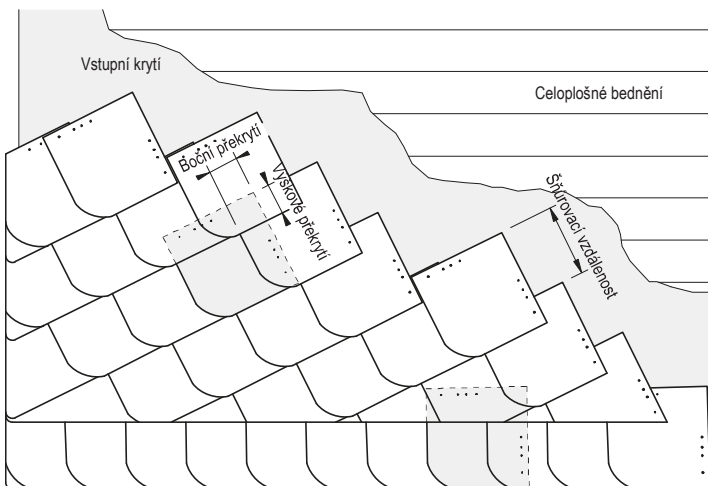 Vstupní krytí
Celoplošné bednění
Boční překrytí
Výškové překrytí
Šňůrovací vzdálenost